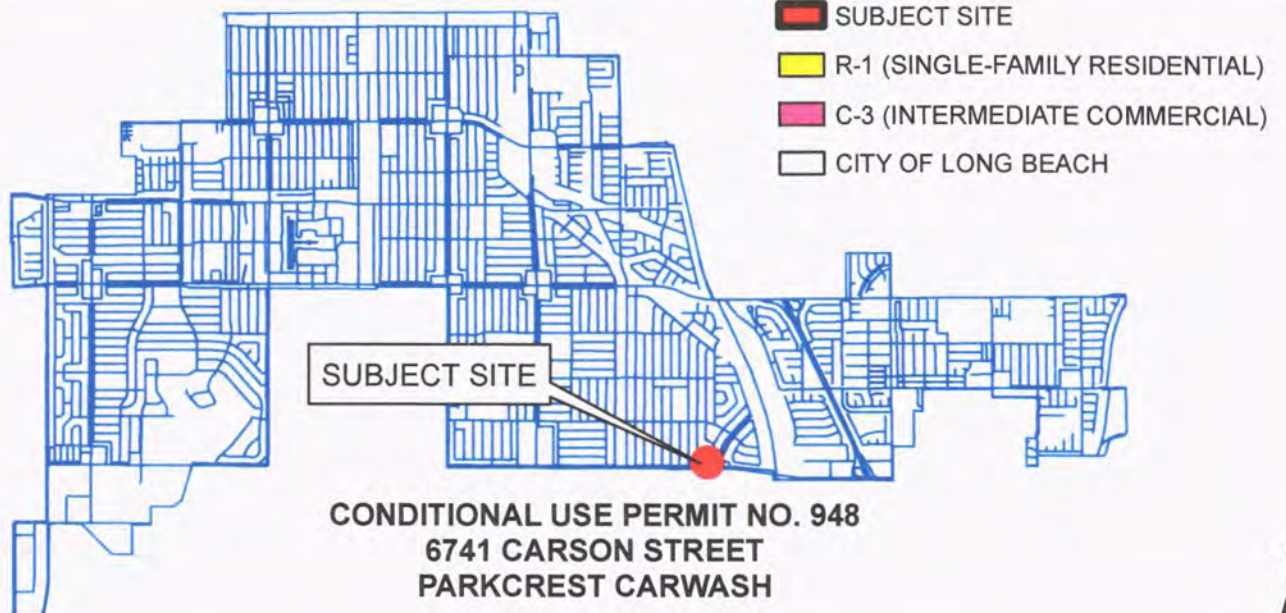 SUBJECT SITE
R-1 (SINGLE-FAMILY RESIDENTIAL)
C-3 (INTERMEDIATE COMMERCIAL)
CITY OF LONG BEACH
SUBJECT SITE
CONDITIONAL USE PERMIT NO. 948
6741 CARSON STREET
PARKCREST CARWASH